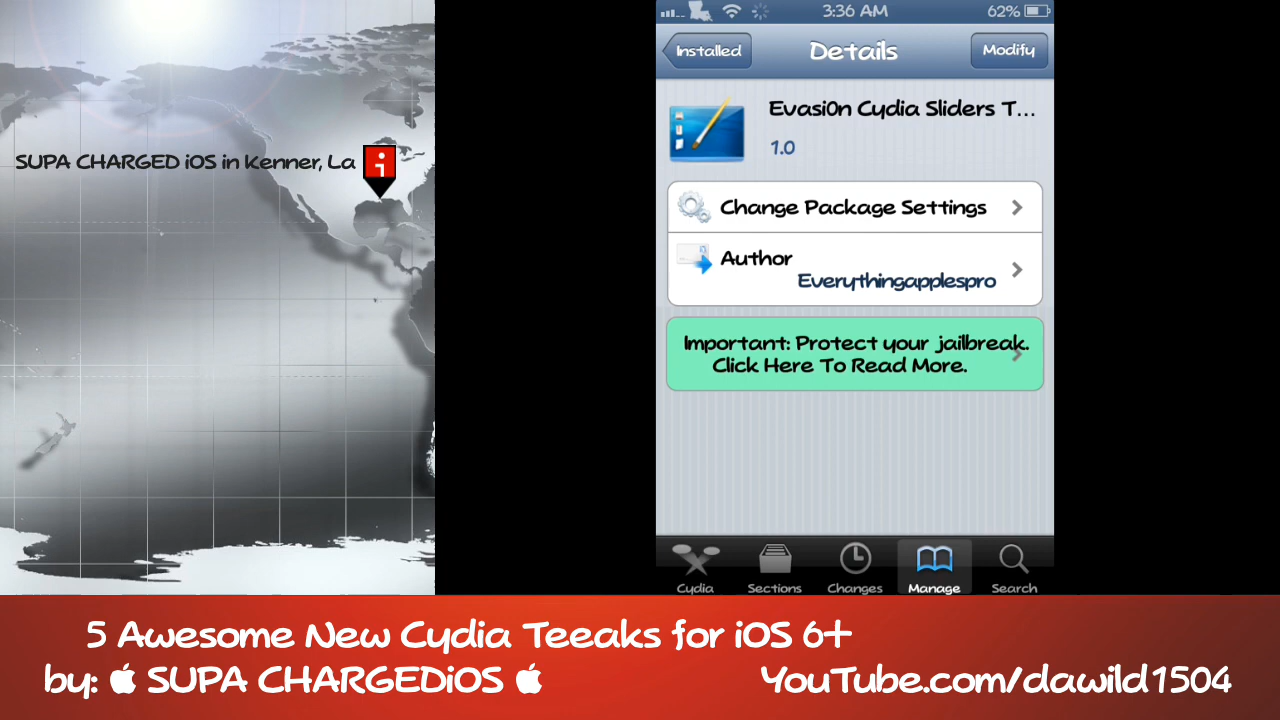 SUPA CHARGED iOS in Kenner, La
3:36 AM
62%
Installed
Details
Modify
Evasi0n Cydia Sliders T...
1.0
Change Package Settings
Author
Everythingapplespro
Important: Protect your jailbreak.
Click Here To Read More.
Cydia
Sections
Changes
Manage
Search
5 Awesome New Cydia Teeaks for iOS 6+
by: SUPA CHARGEDiOS
YouTube.com/dawild1504